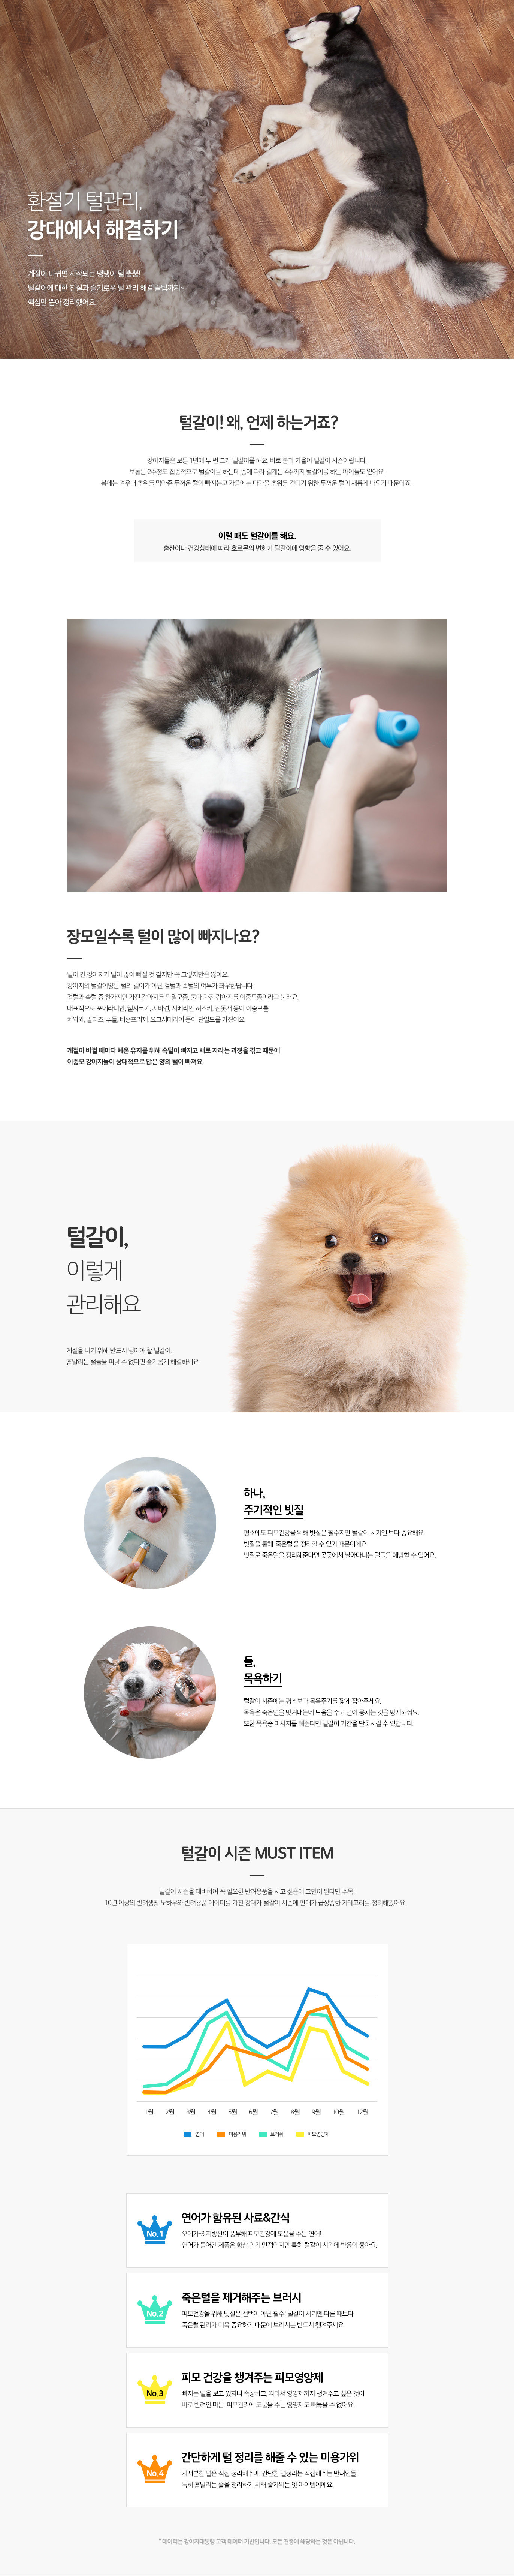 환절기 털관리,
강대에서 해결하기
계절이 바뀌면 시작되는 댕댕이 털 뿜뿜!
털갈이에 대한 진실과 슬기로운 털 관리 해결 꿀팁까지~
핵심만 뽑아 정리했어요.
털갈이! 왜, 언제 하는거죠?
강아지들은 보통 1년에 두 번 크게 털갈이를 해요. 바로 봄과 가을이 털갈이 시즌이랍니다.
보통은 2주정도 집중적으로 털갈이를 하는데 종에 따라 길게는 4주까지 털갈이를 하는 아이들도 있어요.
봄에는 겨우내 추위를 막아준 두꺼운 털이 빠지는고 가을에는 다가올 추위를 견디기 위한 두꺼운 털이 새롭게 나오기 때문이죠.
이럴 때도 털갈이를 해요.
출산이나 건강상태에 따라 호르몬의 변화가 털갈이에 영향을 줄 수 있어요.
장모일수록 털이 많이 빠지나요?
털이 긴 강아지가 털이 많이 빠질 것 같지만 꼭 그렇지만은 않아요.
강아지의 털갈이양은 털의 길이가 아닌 겉털과 속털의 여부가 좌우한답니다.
겉털과 속털 중 한가지만 가진 강아지를 단일모종, 둘다 가진 강아지를 이중모종이라고 불러요.
대표적으로 포메라니안, 웰시코기, 시바견, 시베리안 허스키, 진돗개 등이 이중모를,
치와와, 말티즈, 푸들, 비숑프리제, 요크셔테리어 등이 단일모를 가졌어요.
계절이 바뀔 때마다 체온 유지를 위해 속털이 빠지고 새로 자라는 과정을 겪고 때문에
이중모 강아지들이 상대적으로 많은 양의 털이 빠져요.
털갈이,
이렇게
관리해요
계절을 나기 위해 반드시 넘어야 할 털갈이.
흩날리는 털들을 피할 수 없다면 슬기롭게 해결하세요.
하나,
주기적인 빗질
평소에도 피모건강을 위해 빗질은 필수지만 털갈이 시기엔 보다 중요해요.
빗질을 통해 '죽은털'을 정리할 수 있기 때문이에요.
빗질로 죽은털을 정리해준다면 곳곳에서 날아다니는 털들을 예방할 수 있어요.
둘,
목욕하기
털갈이 시즌에는 평소보다 목욕주기를 짧게 잡아주세요.
목욕은 죽은털을 벗겨내는데 도움을 주고 털이 뭉치는 것을 방지해줘요.
또한 목욕중 마사지를 해준다면 털갈이 기간을 단축시킬 수 있답니다.
털갈이 시즌 MUST ITEM
털갈이 시즌을 대비하여 꼭 필요한 반려용품을 사고 싶은데 고민이 된다면 주목!
10년 이상의 반려생활 노하우와 반려용품 데이터를 가진 강대가 털갈이 시즌에 판매가 급상승한 카테고리를 정리해봤어요.
1월 2월 3월 4월 5월 6월 7월 8월 9월 10월 12월
연어 미용가위 브러쉬 피모영양제
No.1
연어가 함유된 사료&간식
오메가-3 지방산이 풍부해 피모건강에 도움을 주는 연어!
연어가 들어간 제품은 항상 인기 만점이지만 특히 털갈이 시기에 반응이 좋아요.
No.2
죽은털을 제거해주는 브러시
피모건강을 위해 빗질은 선택이 아닌 필수! 털갈이 시기엔 다른 때보다
죽은털 관리가 더욱 중요하기 때문에 브러시는 반드시 챙겨주세요.
No.3
피모 건강을 챙겨주는 피모영양제
빠지는 털을 보고 있자니 속상하고, 따라서 영양제까지 챙겨주고 싶은 것이
바로 반려인 마음. 피모관리에 도움을 주는 영양제도 빼놓을 수 없어요.
No.4
간단하게 털 정리를 해줄 수 있는 미용가위
지저분한 털은 직접 정리해주마! 간단한 털정리는 직접해주는 반려인들!
특히 흩날리는 숱을 정리하기 위해 숱가위는 잇 아이템이에요.
* 데이터는 강아지대통령 고객 데이터 기반입니다. 모든 견종에 해당하는 것은 아닙니다.